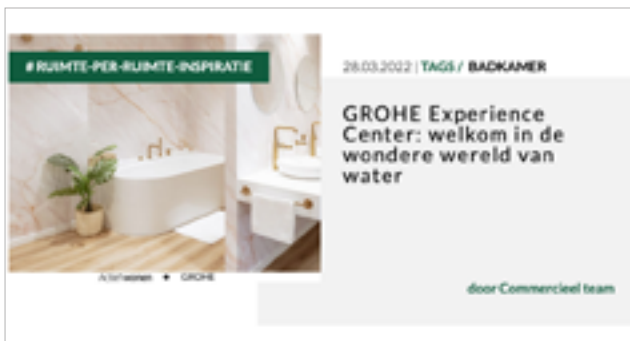 #RUIMTE-PER-RUIMTE-INSPIRATIE
28.03.2022 | TAGS / BADKAMER
GROHE Experience
Center: welkom in de
wondere wereld van
water
Actiefwonen + GROHE
door Commercieel team